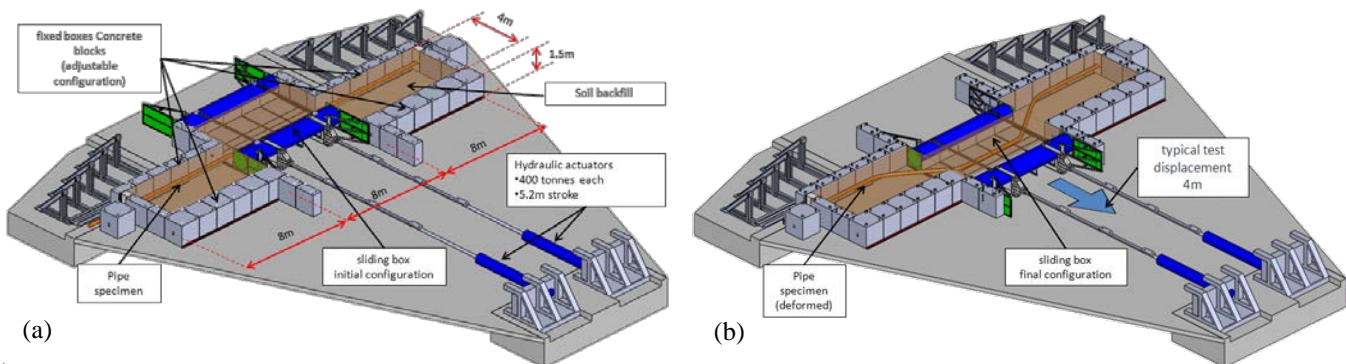 fixed boxes Concrete
blocks
(adjustable
configuration)
4m
1.5m
Soil backfill
8m
8m
8m
Hydraulic actuators
•400 tonnes each
•5.2m stroke
sliding box
initial configuration
Pipe
specimen
(a)
typical test
displacement
4m
sliding box
final configuration
Pipe
specimen
(deformed)
(b)